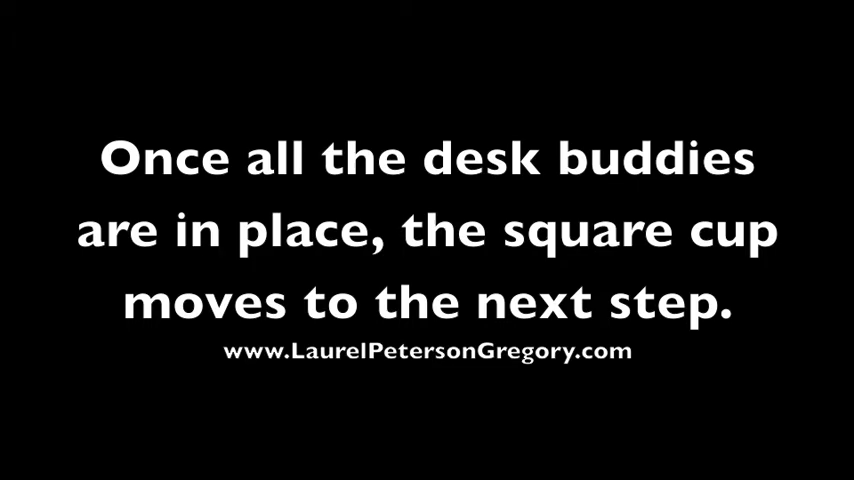 Once all the desk buddies
are in place, the square cup
moves to the next step.
www.LaurelPetersonGregory.com